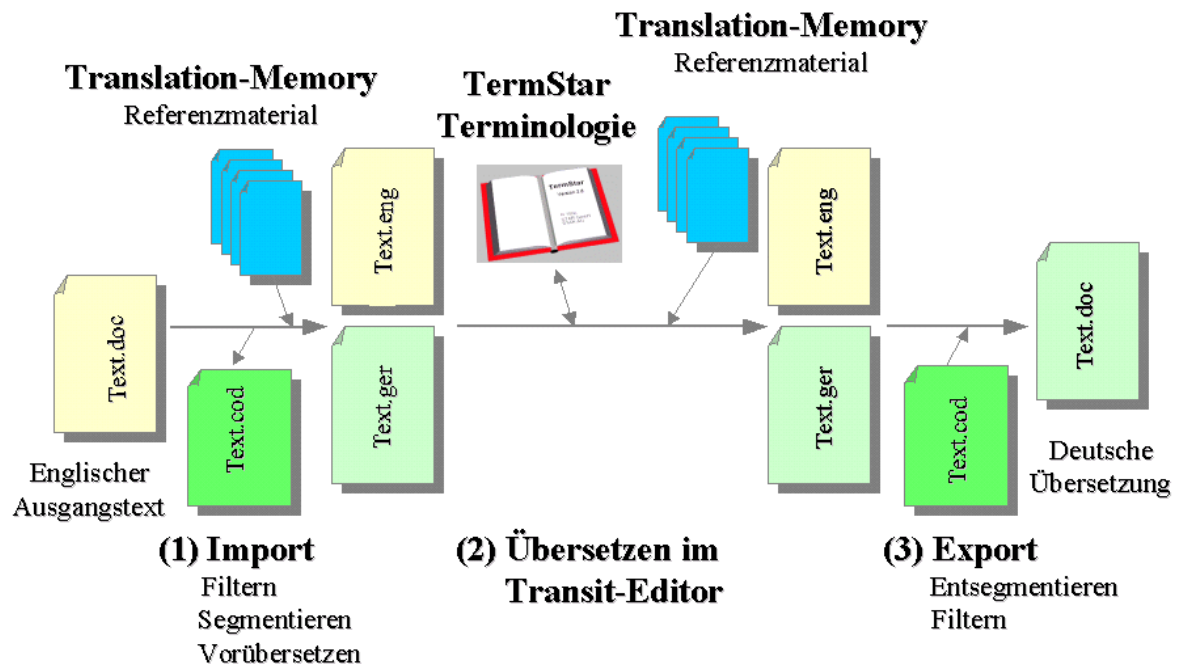 Translation-Memory
Referenzmaterial
TermStar
Terminologie
Translation-Memory
Referenzmaterial
TermStar
Text.doc
Text.cod
Text.eng
Text.ger
Text.eng
Text.ger
Text.cod
Text.doc
Englischer
Ausgangstext
Deutsche
Übersetzung
(1) Import
Filtern
Segmentieren
Vorübersetzen
(2) Übersetzen im
Transit-Editor
(3) Export
Entsegmentieren
Filtern